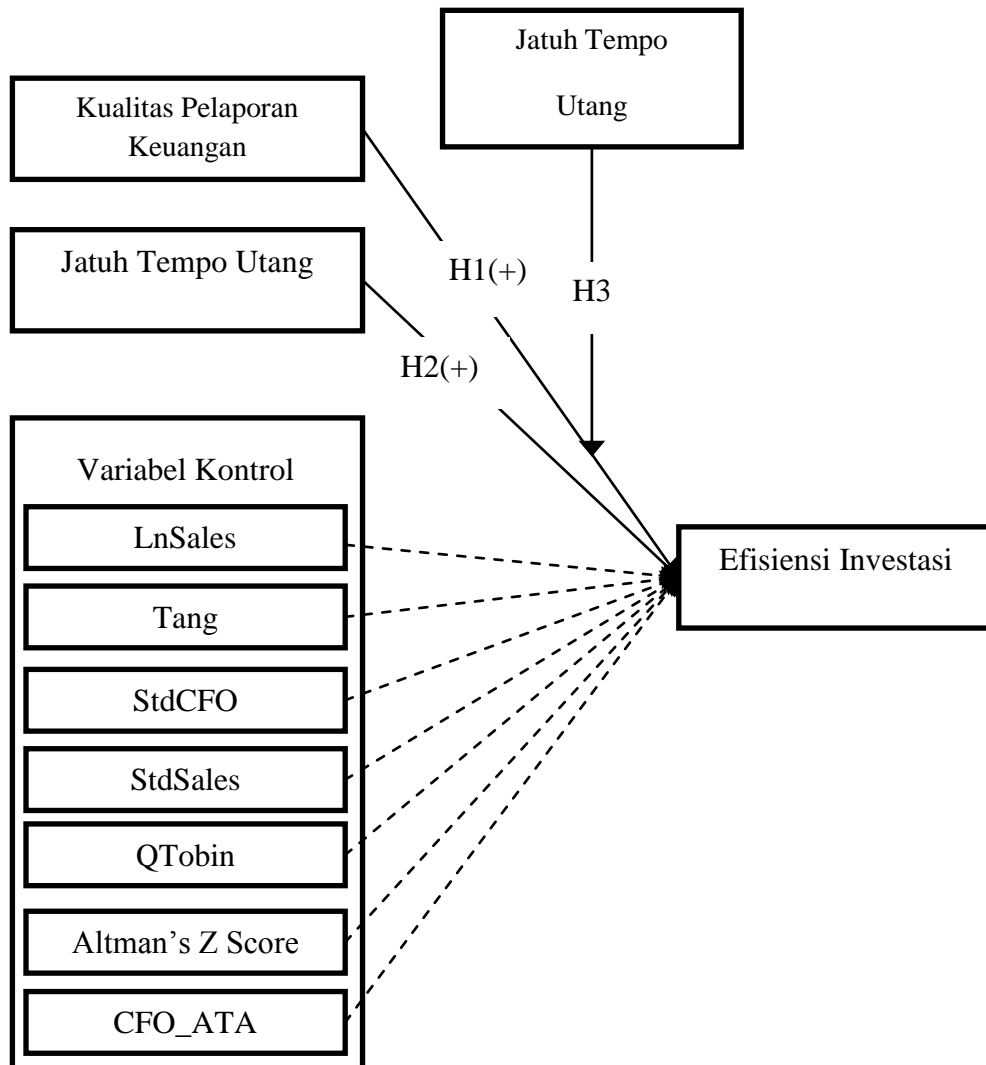 Jatuh Tempo
Utang
Kualitas Pelaporan
Keuangan
Jatuh Tempo Utang
H1(+)
H3
H2(+)
Variabel Kontrol
LnSales
Tang
StdCFO
StdSales
QTobin
Altman’s Z Score
CFO_ATA
Efisiensi Investasi